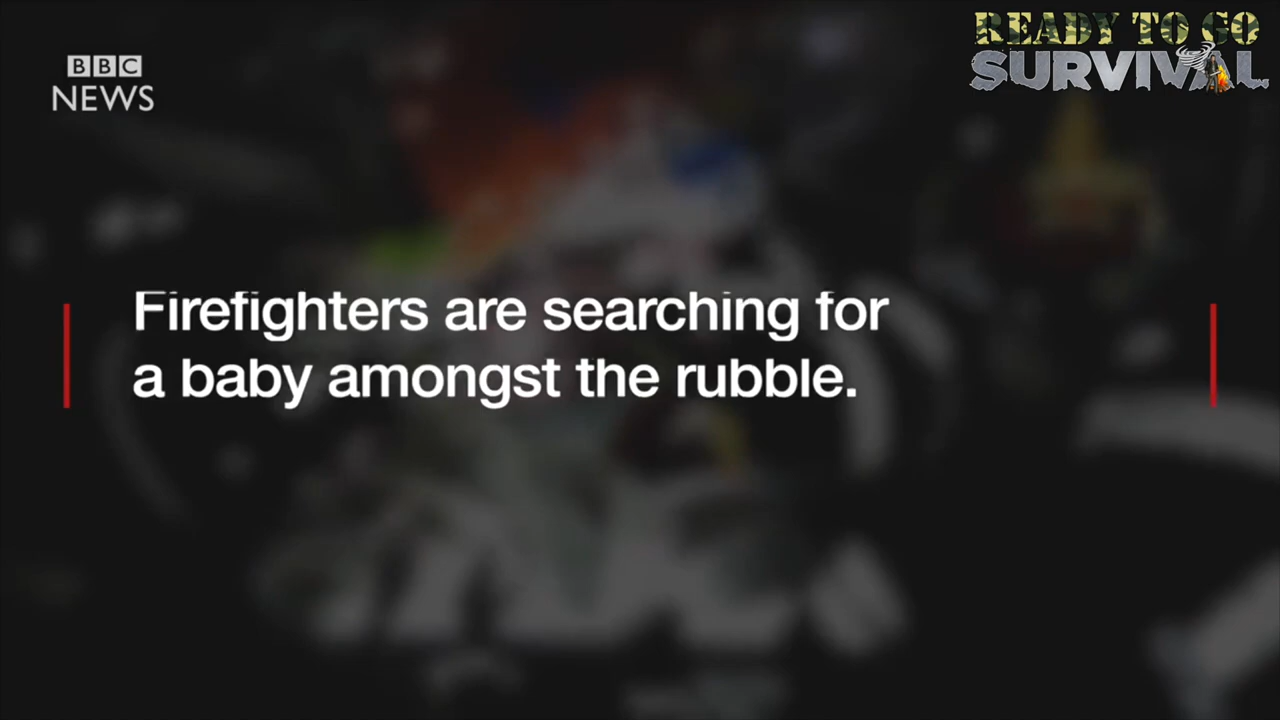 BBC
NEWS
READY TO GO
SURVIVAL
Firefighters are searching for
a baby amongst the rubble.